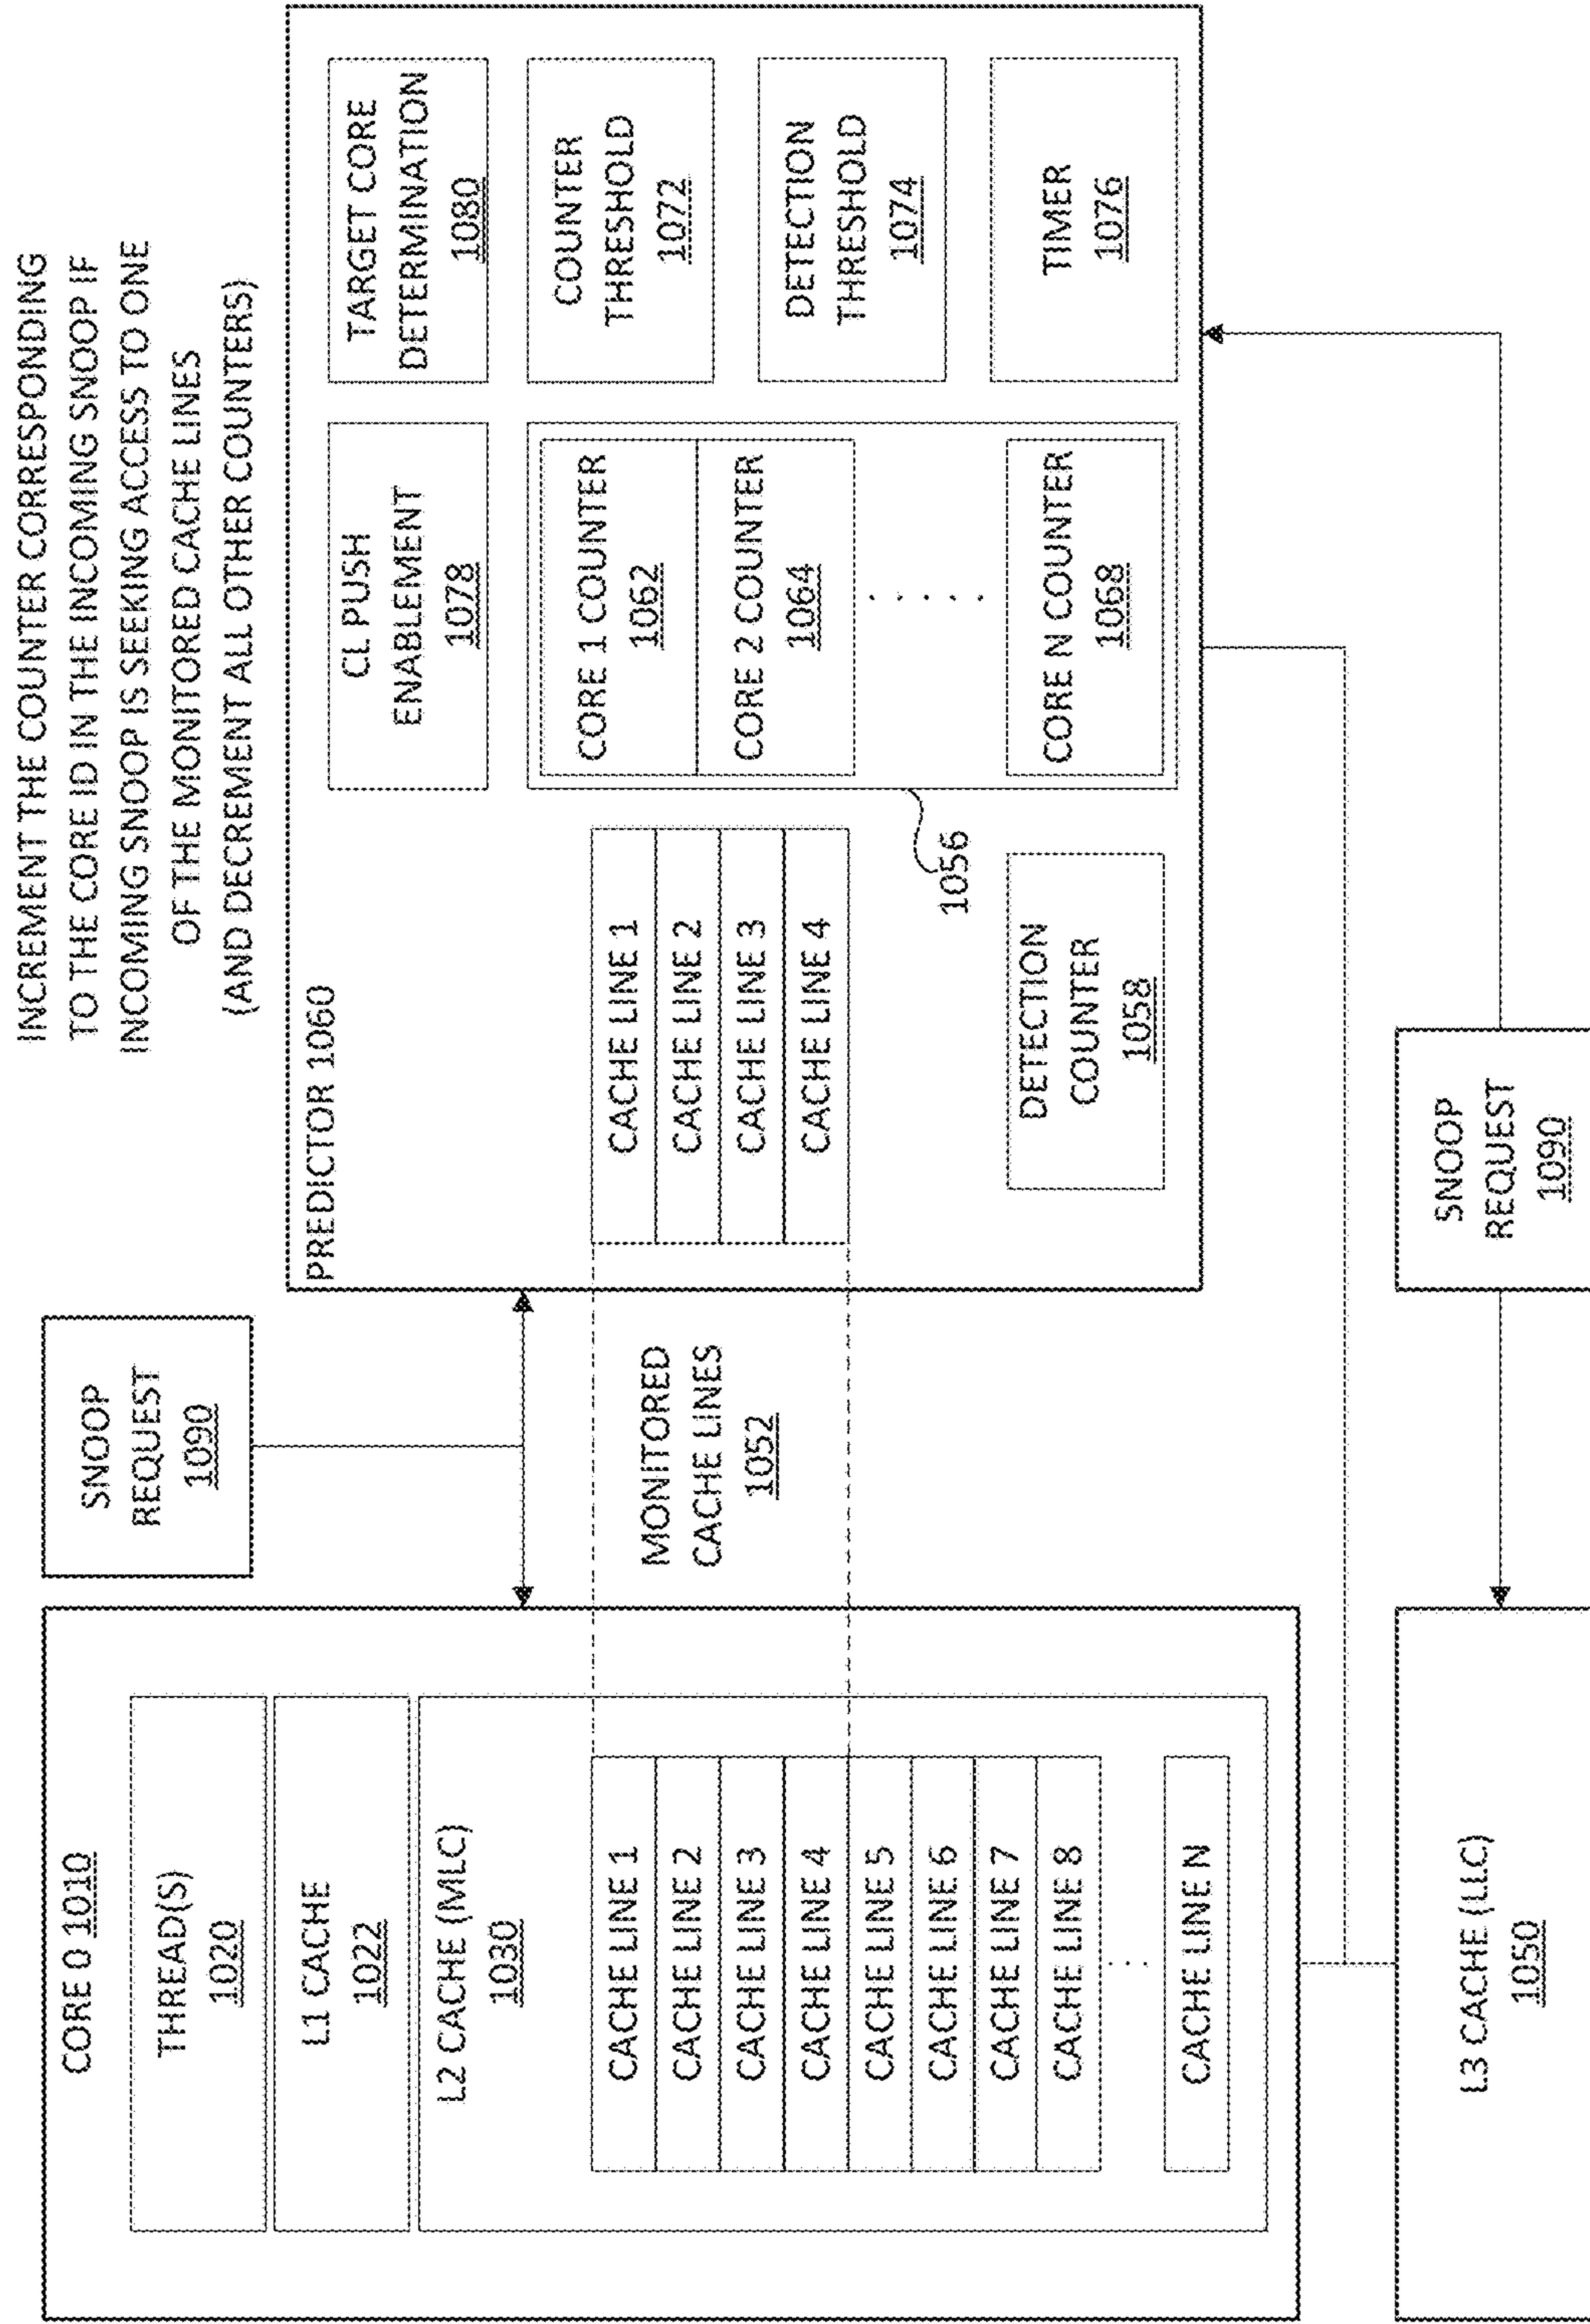 INCREMENT THE COUNTER CORRESPONDING
TO THE CORE ID IN THE INCOMING SNOOP IF
INCOMING SNOOP IS SEEKING ACCESS TO ONE
OF THE MONITORED CACHE LINES
(AND DECREMENT ALL OTHER COUNTERS)
CORE 0 1010
THREAD(S)
1020
L1 CACHE
1022
L2 CACHE (MLC)
1030
CACHE LINE 1
CACHE LINE 2
CACHE LINE 3
CACHE LINE 4
CACHE LINE 5
CACHE LINE 6
CACHE LINE 7
CACHE LINE 8
. . .
CACHE LINE N
SNOOP
REQUEST
1090
MONITORED
CACHE LINES
1052
PREDICTOR 1060
CACHE LINE 1
CACHE LINE 2
CACHE LINE 3
CACHE LINE 4
DETECTION
COUNTER
1058
1056
CL PUSH
ENABLEMENT
1078
CORE 1 COUNTER
1062
CORE 2 COUNTER
1064
. . . . .
CORE N COUNTER
1068
TARGET CORE
DETERMINATION
1080
COUNTER
THRESHOLD
1072
DETECTION
THRESHOLD
1074
TIMER
1076
L3 CACHE (LLC)
1050
SNOOP
REQUEST
1090